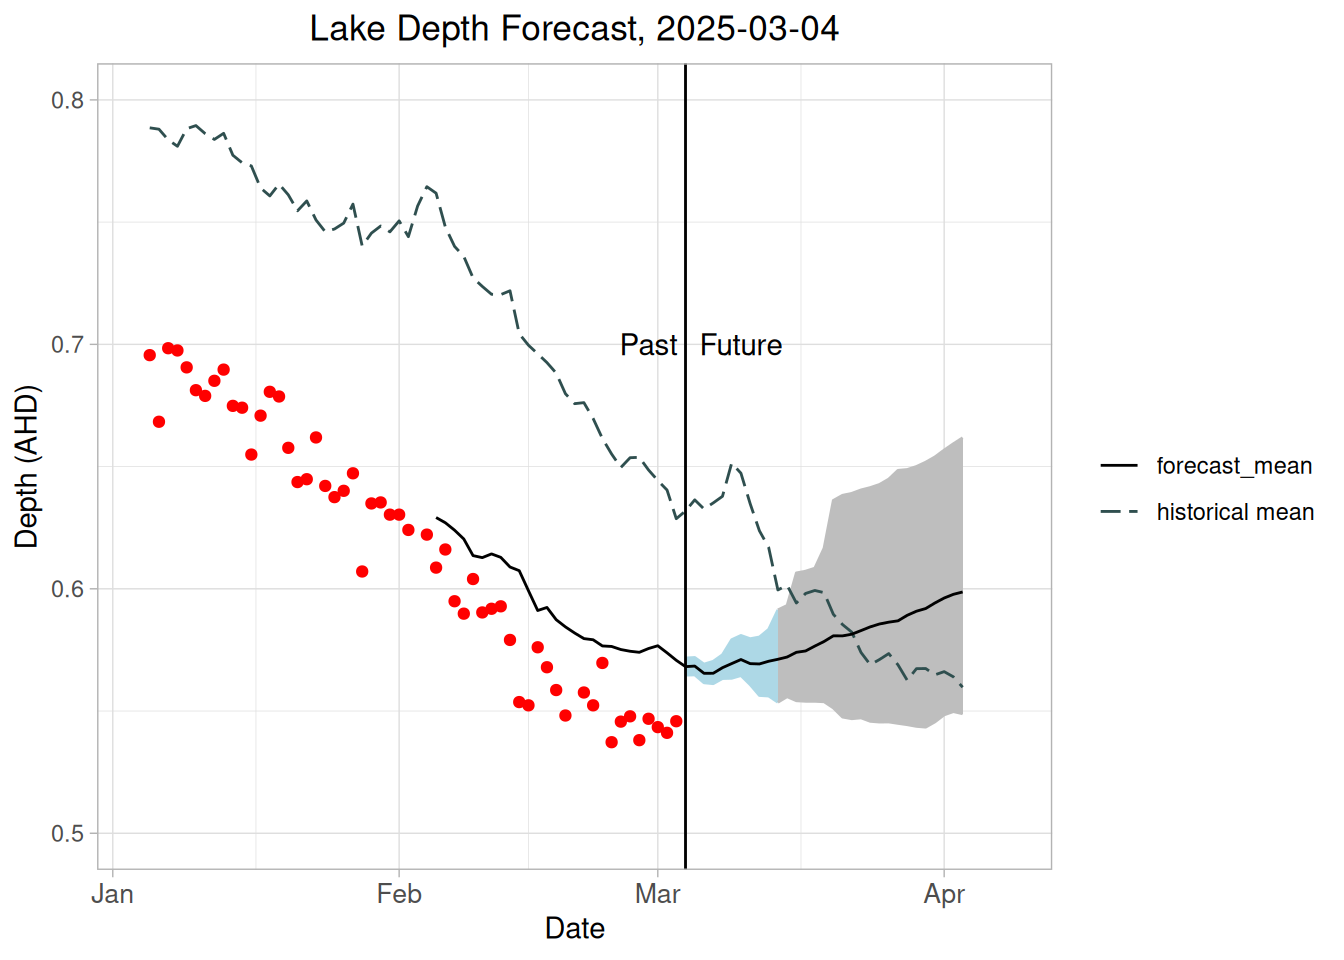 Lake Depth Forecast, 2025-03-04
0.8
0.7
0.6
0.5
Depth (AHD)
Past
Future
Jan
Feb
Mar
Apr
Date
forecast_mean
historical mean